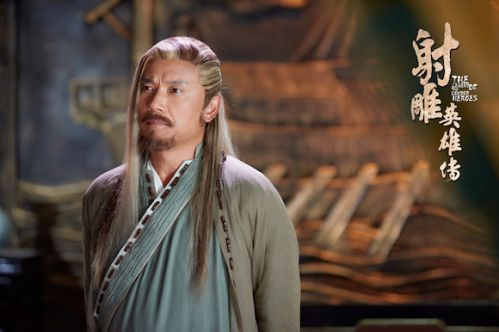 射雕英雄传
THE
LEGEND
OF
CONDOR
HEROES